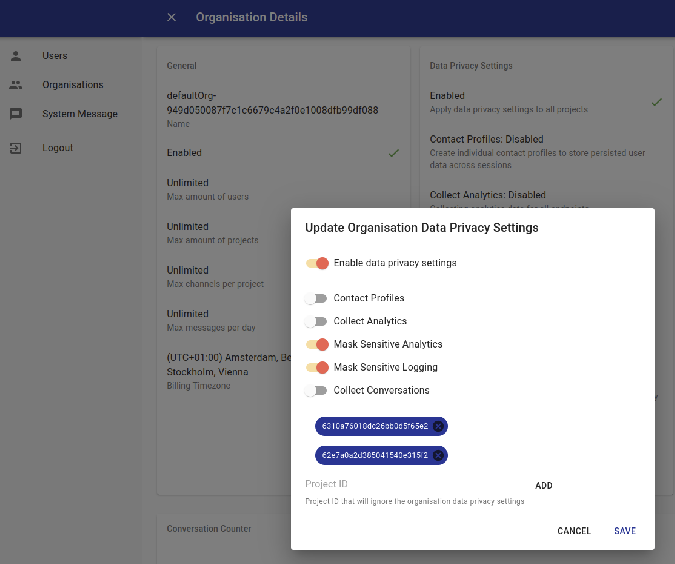 Organisation Details
Users
Organisations
System Message
Logout
General
defaultOrg-
949d050087f7c1c6679c4a2f0e1008dfb99df088
Name
Enabled
Unlimited
Max amount of users
Unlimited
Max amount of projects
Unlimited
Max channels per project
Unlimited
Max messages per day
(UTC+01:00) Amsterdam, Be
Stockholm, Vienna
Billing Timezone
Conversation Counter
Data Privacy Settings
Enabled
Apply data privacy settings to all projects
Contact Profiles: Disabled
Create individual contact profiles to store persisted user
data across sessions
Collect Analytics: Disabled
Update Organisation Data Privacy Settings
Enable data privacy settings
Contact Profiles
Collect Analytics
Mask Sensitive Analytics
Mask Sensitive Logging
Collect Conversations
6310a76018dc26bb0d5f65e2
62e7a0a2d385041540e315f2
Project ID
ADD
Project ID that will ignore the organisation data privacy settings
CANCEL
SAVE